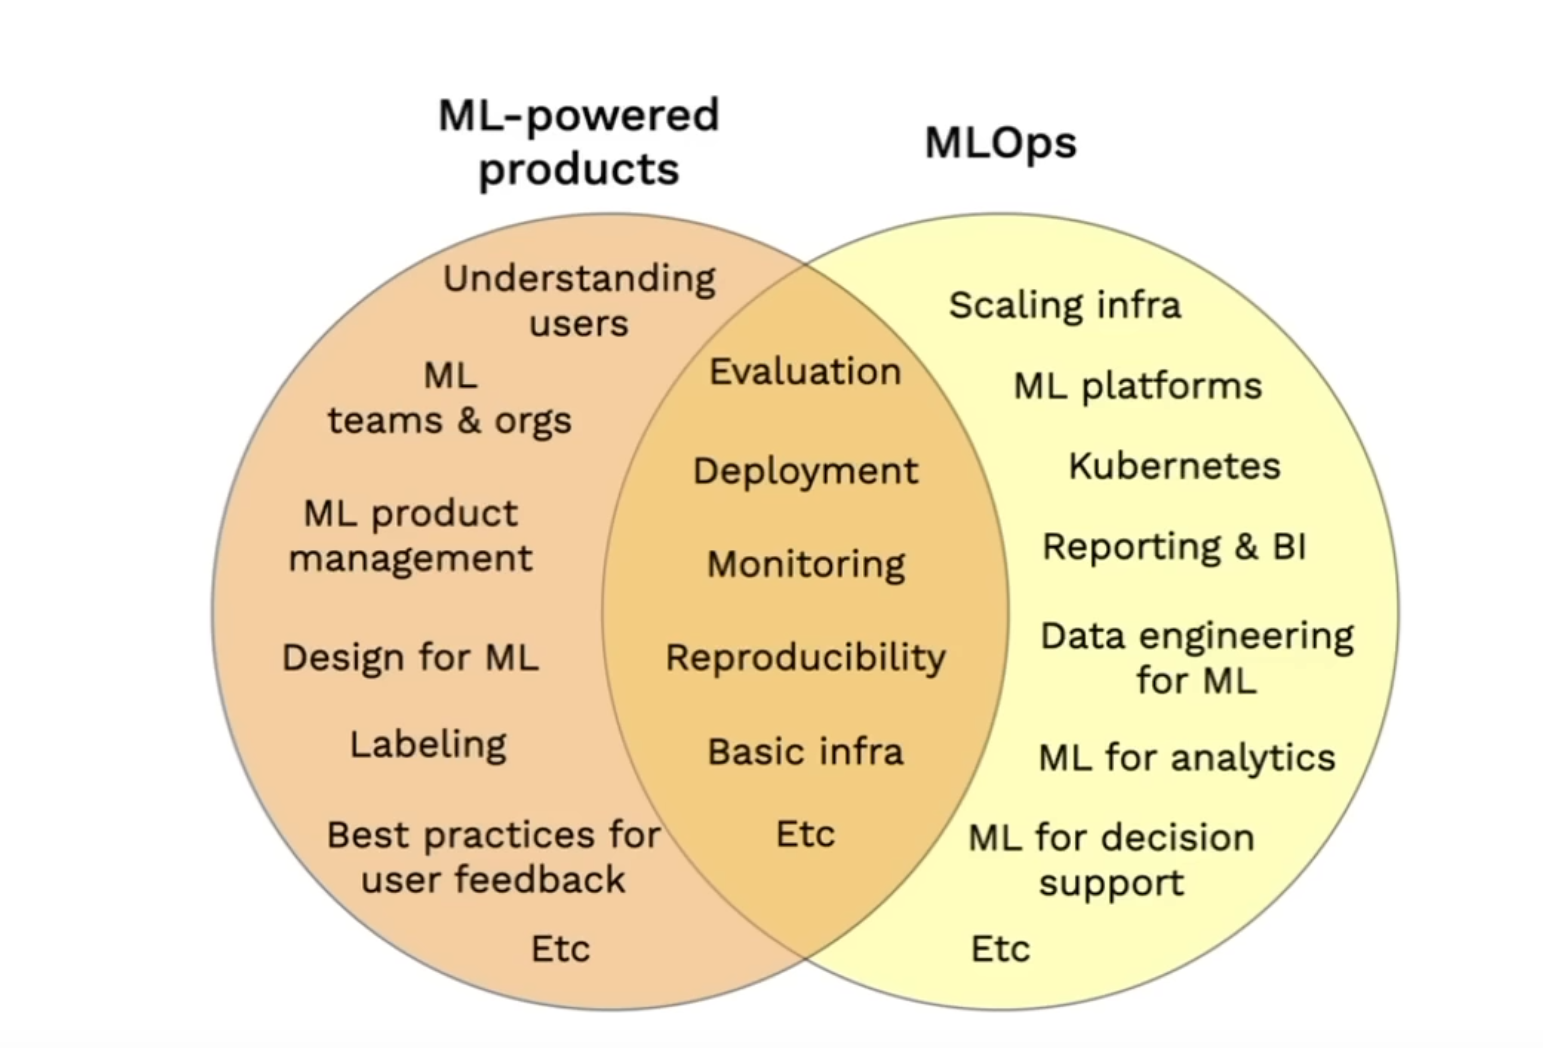 ML-powered
products
MLOps
Understanding
users
ML
teams & orgs
ML product
management
Design for ML
Labeling
Best practices for
user feedback
Etc
Evaluation
Deployment
Monitoring
Reproducibility
Basic infra
Etc
Scaling infra
ML platforms
Kubernetes
Reporting & BI
Data engineering
for ML
ML for analytics
ML for decision
support
Etc